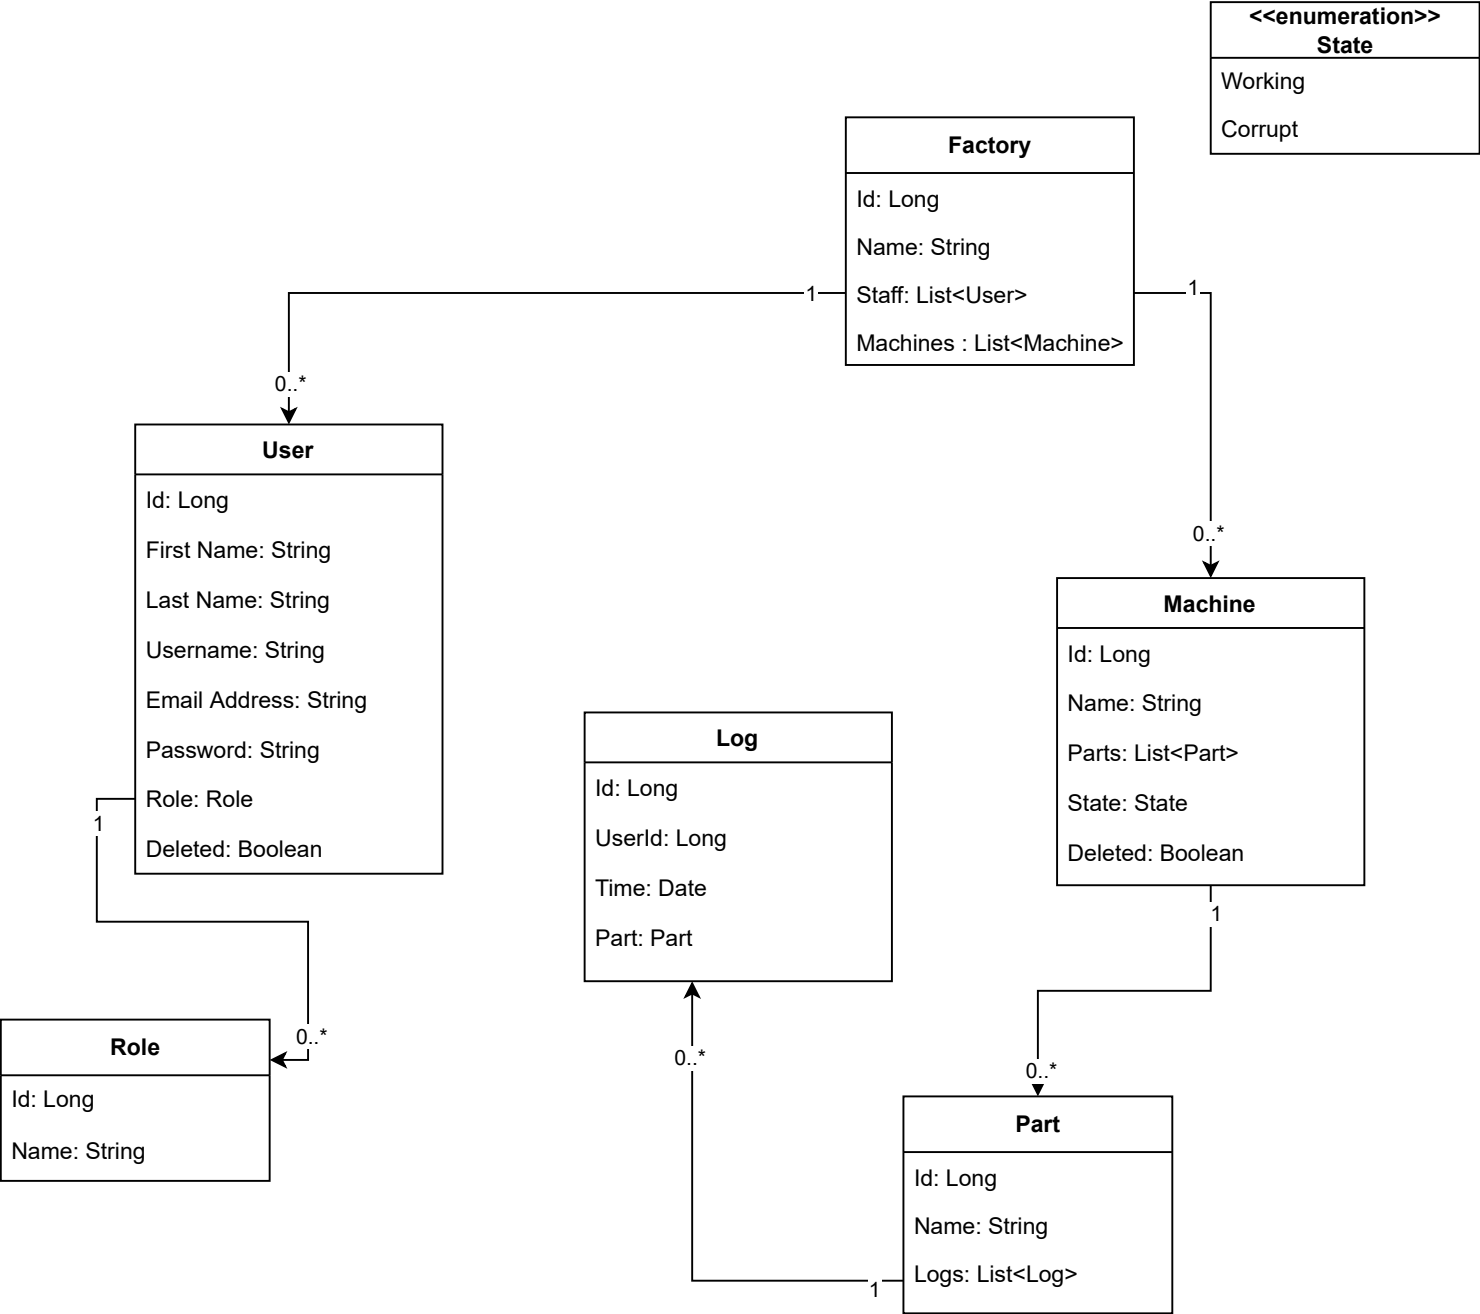 <<enumeration>>
State
Working
Corrupt
Factory
Id: Long
Name: String
Staff: List<User>
Machines : List<Machine>
1
1
0..*
0..*
User
Id: Long
First Name: String
Last Name: String
Username: String
Email Address: String
Password: String
Role: Role
Deleted: Boolean
1
0..*
Machine
Id: Long
Name: String
Parts: List<Part>
State: State
Deleted: Boolean
1
0..*
Log
Id: Long
UserId: Long
Time: Date
Part: Part
0..*
1
Role
Id: Long
Name: String
Part
Id: Long
Name: String
Logs: List<Log>